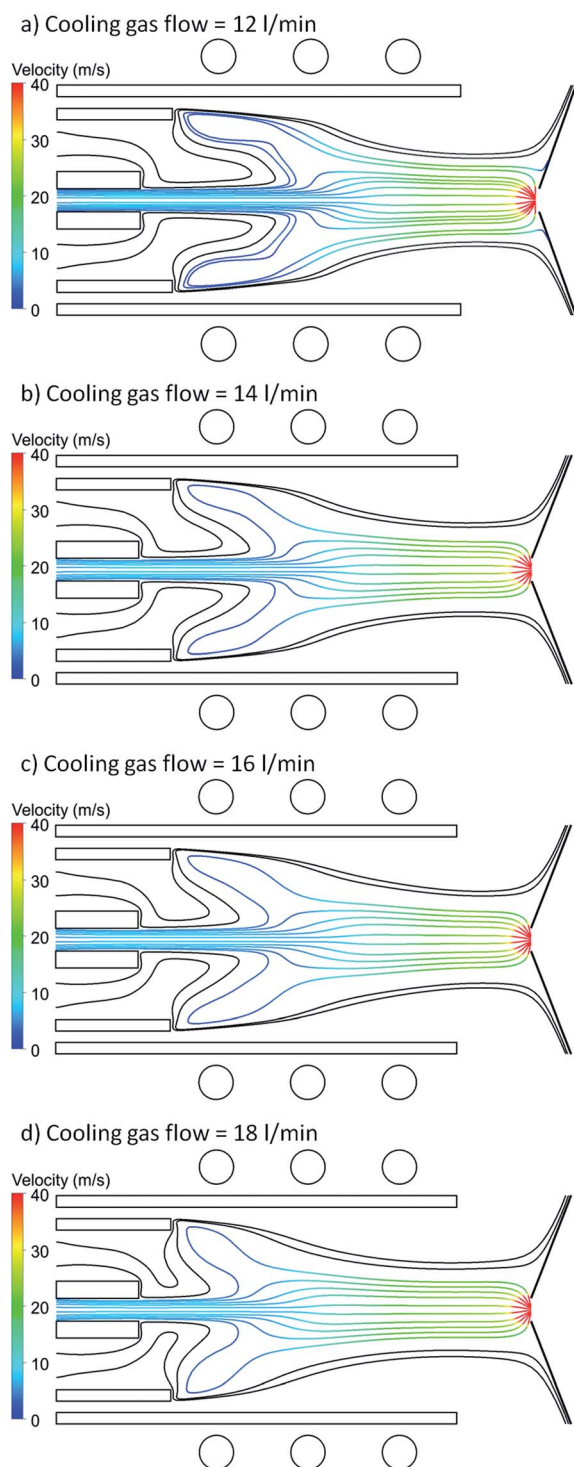 a) Cooling gas flow = 12 l/min
Velocity (m/s)
40
30
20
10
0
b) Cooling gas flow = 14 l/min
Velocity (m/s)
40
30
20
10
0
c) Cooling gas flow = 16 l/min
Velocity (m/s)
40
30
20
10
0
d) Cooling gas flow = 18 l/min
Velocity (m/s)
40
30
20
10
0